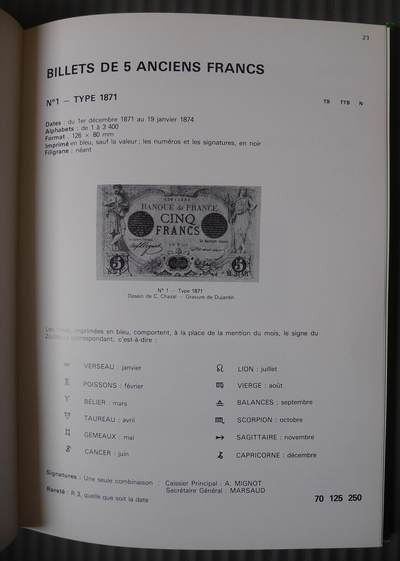 23
BILLETS DE 5 ANCIENS FRANCS
N°1 — TYPE 1871
TB TTB N
Dates : du 1er décembre 1871 au 19 janvier 1874
Alphabets : de 1 à 3 400
Format : 126 × 80 mm
Imprimé en bleu, sauf la valeur ; les numéros et les signatures, en noir
Filigrane : néant
BANQUE DE FRANCE
CINQ
FRANCS
5
5
N° 1 — Type 1871
Dessin de C. Chazal — Gravure de Dujardin
imprimées en bleu, comportent, à la place de la mention du mois, le signe du
correspondant, c'est-à-dire :
VERSEAU : janvier
POISSONS : février
BELIER : mars
TAUREAU : avril
GEMEAUX : mai
CANCER : juin
LION : juillet
VIERGE : août
BALANCES : septembre
SCORPION : octobre
SAGITTAIRE : novembre
CAPRICORNE : décembre
Signatures : Une seule combinaison : Caissier Principal : A. MIGNOT
Secrétaire Général : MARSAUD
Rareté : R 3, quelle que soit la date
70 125 250